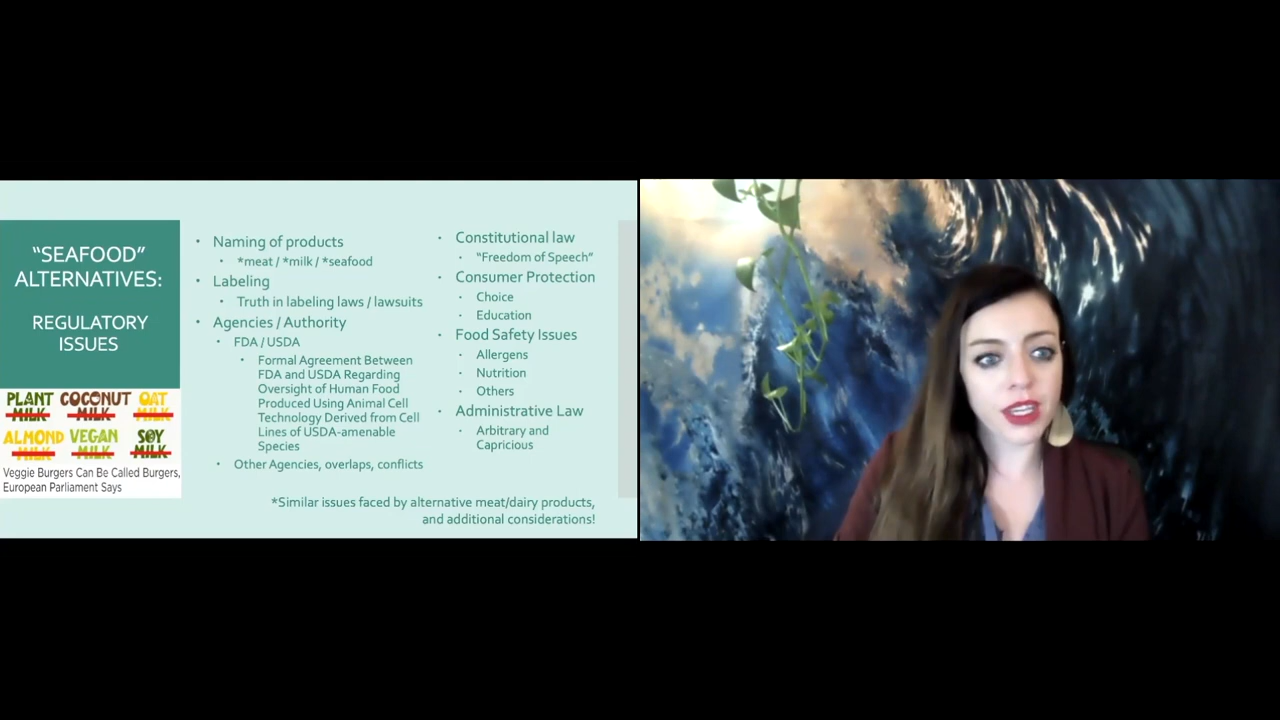 “SEAFOOD”
ALTERNATIVES:
REGULATORY
ISSUES
PLANT COCONUT OAT
MILK MILK MILK
ALMOND VEGAN SOY
MILK MILK MILK
Veggie Burgers Can Be Called Burgers,
European Parliament Says
• Naming of products
• *meat / *milk / *seafood
• Labeling
• Truth in labeling laws / lawsuits
• Agencies / Authority
• FDA / USDA
• Formal Agreement Between
FDA and USDA Regarding
Oversight of Human Food
Produced Using Animal Cell
Technology Derived from Cell
Lines of USDA-amenable
Species
• Other Agencies, overlaps, conflicts
• Constitutional law
• “Freedom of Speech”
• Consumer Protection
• Choice
• Education
• Food Safety Issues
• Allergens
• Nutrition
• Others
• Administrative Law
• Arbitrary and
Capricious
*Similar issues faced by alternative meat/dairy products,
and additional considerations!